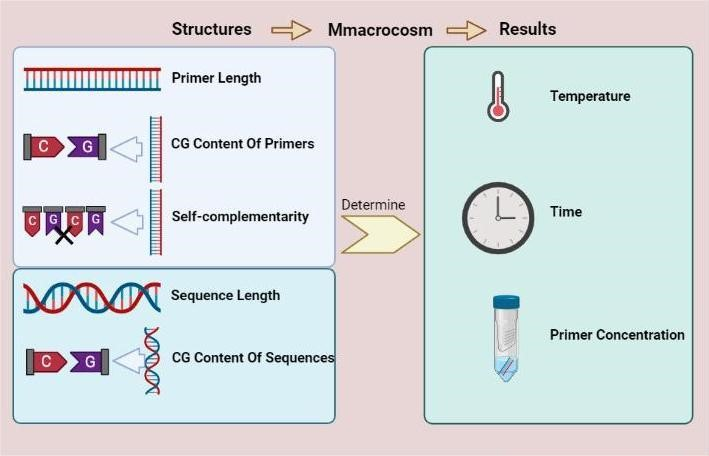 Structures Mmacrocosm Results
Primer Length
C G CG Content Of Primers
C G C G Self-complementarity
Sequence Length
C G CG Content Of Sequences
Determine
Temperature
Time
Primer Concentration